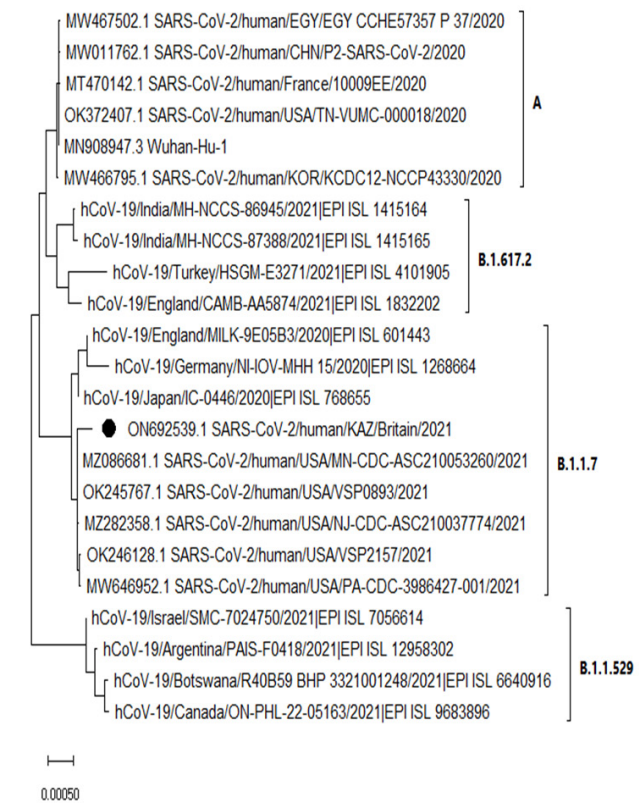 MW467502.1 SARS-CoV-2/human/EGY/EGY CCHE57357 P 37/2020
MW011762.1 SARS-CoV-2/human/CHN/P2-SARS-CoV-2/2020
MT470142.1 SARS-CoV-2/human/France/10009EE/2020
OK372407.1 SARS-CoV-2/human/USA/TN-VUMC-000018/2020
A
MN908947.3 Wuhan-Hu-1
MW466795.1 SARS-CoV-2/human/KOR/KCDC12-NCCP43330/2020
hCoV-19/India/MH-NCCS-86945/2021|EPI ISL 1415164
hCoV-19/India/MH-NCCS-87388/2021|EPI ISL 1415165
B.1.617.2
hCoV-19/Turkey/HSGM-E3271/2021|EPI ISL 4101905
hCoV-19/England/CAMB-AA5874/2021|EPI ISL 1832202
hCoV-19/England/MILK-9E05B3/2020|EPI ISL 601443
hCoV-19/Germany/NI-IOV-MHH 15/2020|EPI ISL 1268664
hCoV-19/Japan/IC-0446/2020|EPI ISL 768655
ON692539.1 SARS-CoV-2/human/KAZ/Britain/2021
MZ086681.1 SARS-CoV-2/human/USA/MN-CDC-ASC210053260/2021
B.1.1.7
OK245767.1 SARS-CoV-2/human/USA/VSP0893/2021
MZ282358.1 SARS-CoV-2/human/USA/NJ-CDC-ASC210037774/2021
OK246128.1 SARS-CoV-2/human/USA/VSP2157/2021
MW646952.1 SARS-CoV-2/human/USA/PA-CDC-3986427-001/2021
hCoV-19/Israel/SMC-7024750/2021|EPI ISL 7056614
hCoV-19/Argentina/PAIS-F0418/2021|EPI ISL 12958302
B.1.1.529
hCoV-19/Botswana/R40B59 BHP 3321001248/2021|EPI ISL 6640916
hCoV-19/Canada/ON-PHL-22-05163/2021|EPI ISL 9683896
0.00050